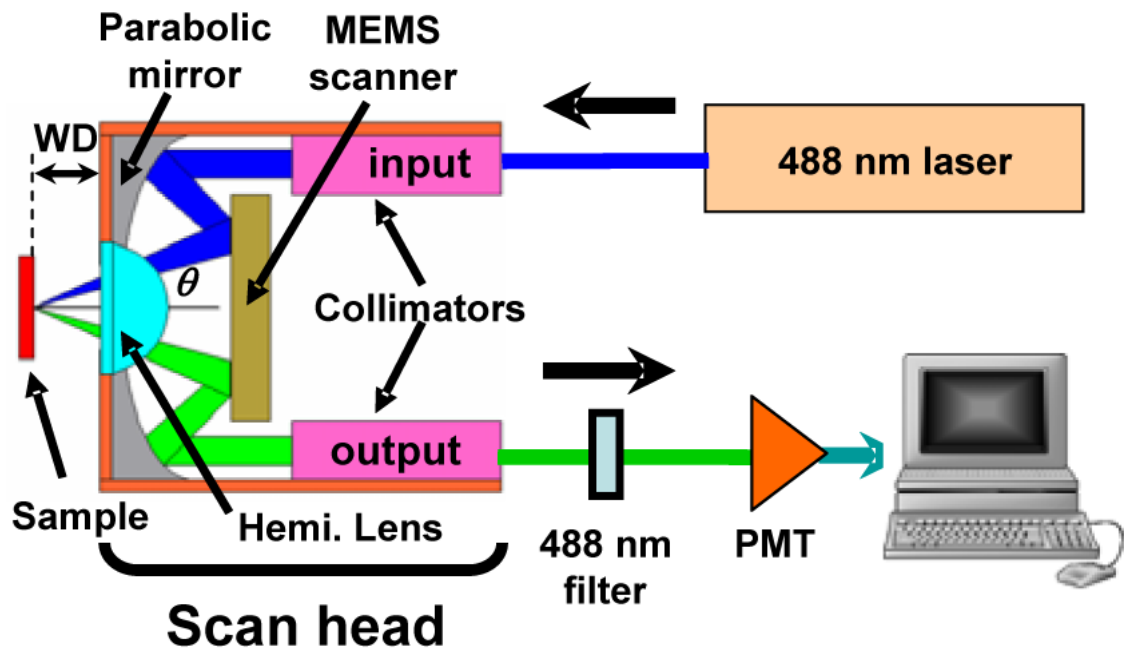 Parabolic
mirror
MEMS
scanner
WD
input
488 nm laser
θ
Collimators
output
Sample
Hemi. Lens
488 nm
filter
PMT
Scan head